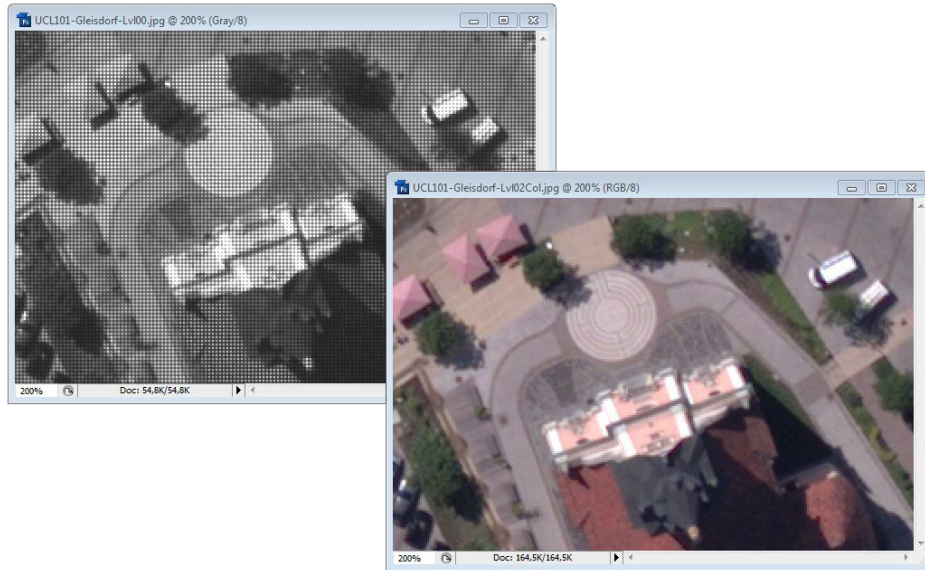 UCL101-Gleisdorf-Lvl00.jpg @ 200% (Gray/8)
200%
Doc: 54,8K/54,8K
UCL101-Gleisdorf-Lvl02Col.jpg @ 200% (RGB/8)
200%
Doc: 164,5K/164,5K